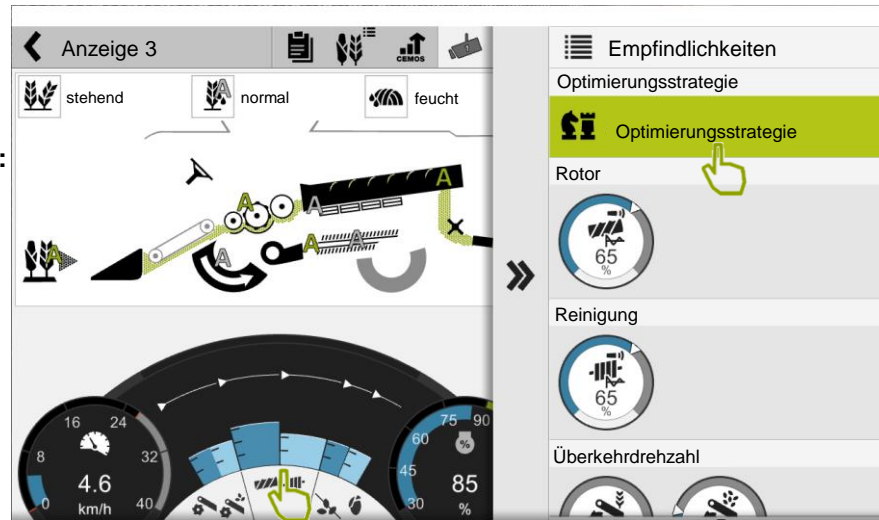 Anzeige 3
CEMOS
Empfindlichkeiten
stehend
A
normal
feucht
Optimierungsstrategie
Optimierungsstrategie
:
Rotor
65
%
A
A
A
A
A
A
A
A
Reinigung
65
%
Überkehrdrehzahl
0
8
16
24
32
40
4.6
km/h
30
45
60
75
90
%
85
%